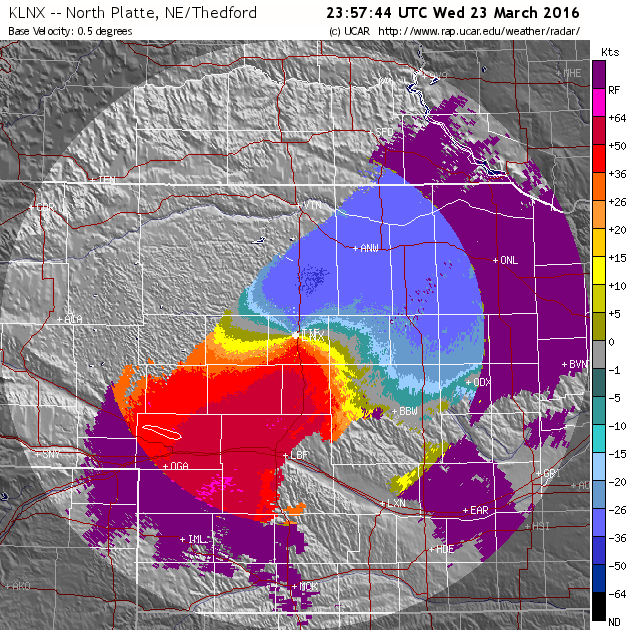 KLNX -- North Platte, NE/Thedford 23:57:44 UTC Wed 23 March 2016
Base Velocity: 0.5 degrees (c) UCAR http://www.rap.ucar.edu/weather/radar/
Kts
MHE
RF
+64
SFD
+50
IEN
+36
CDR
VTN
+26
+20
ANW
ONL
+15
+10
+5
AIA
LNX
0
-1
BVN
ODX
-5
BBW
-10
-15
SNY
LBF
OGA
-20
GRI
LXN
EAR
-26
HSI
IML
HDE
-36
-50
AKO
MCK
-64
ND